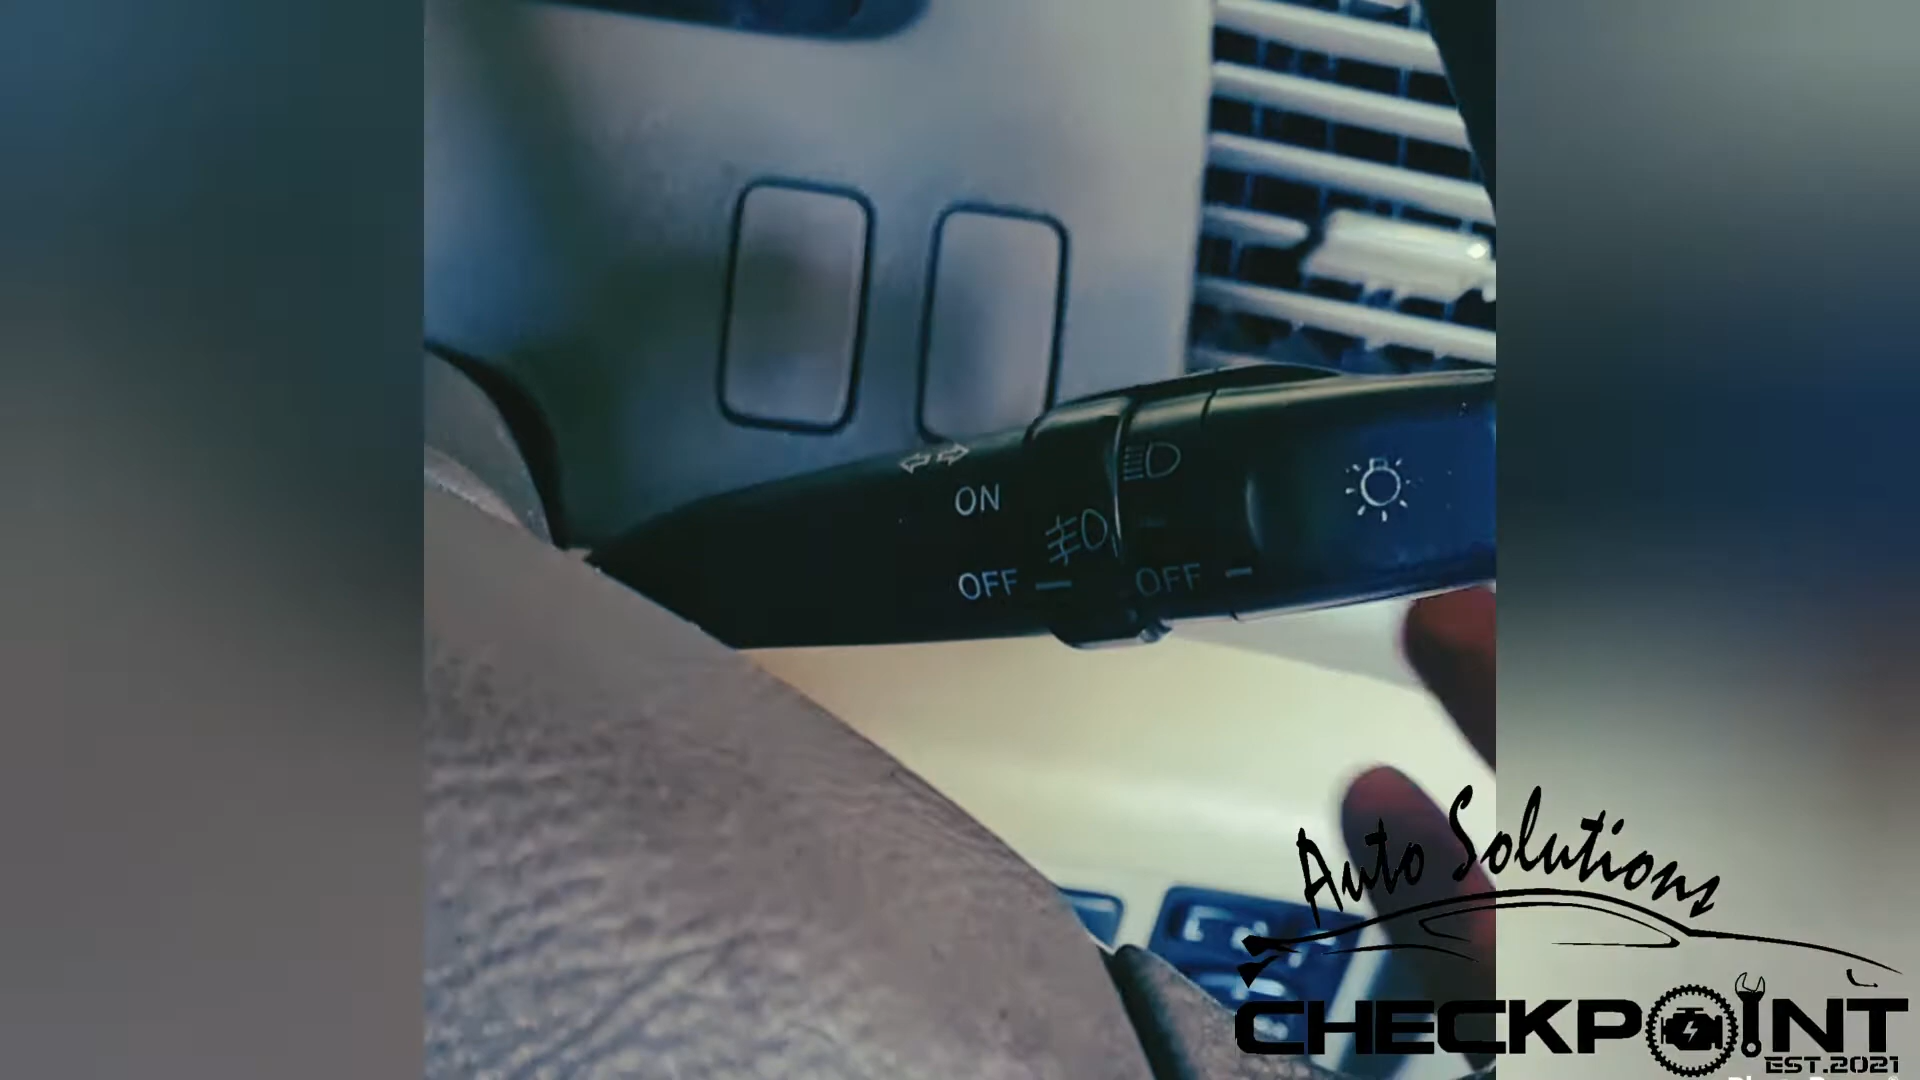 ON
OFF
OFF
Auto Solutions
CHECKPOINT
EST.2021